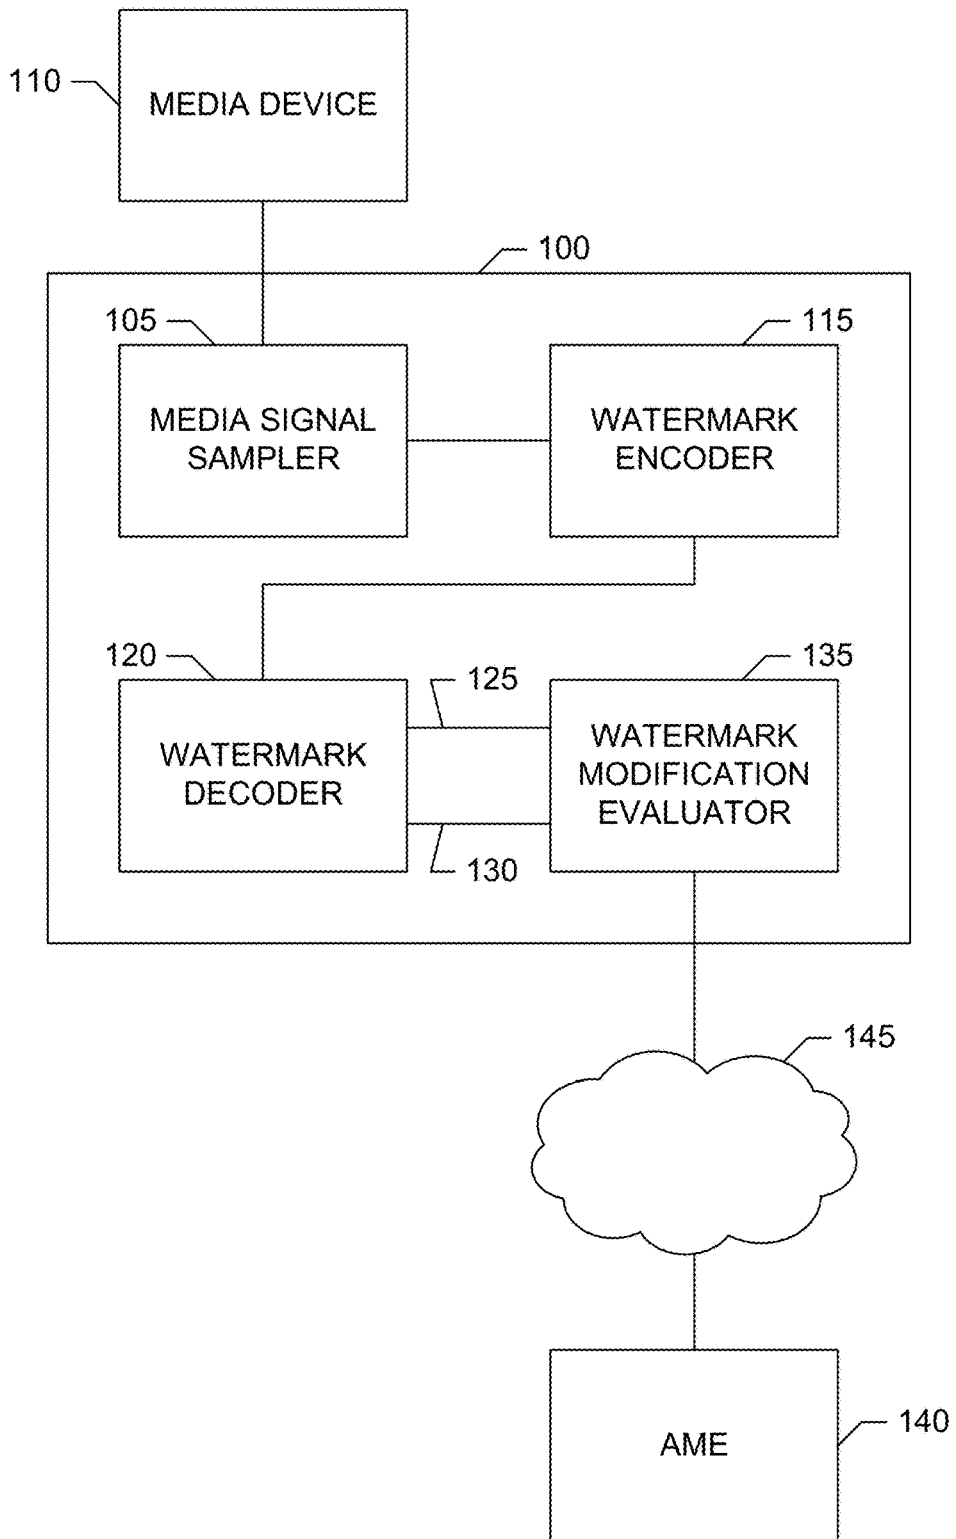 110
MEDIA DEVICE
100
105
115
MEDIA SIGNAL
SAMPLER
WATERMARK
ENCODER
120
125
135
WATERMARK
DECODER
WATERMARK
MODIFICATION
EVALUATOR
130
145
AME
140